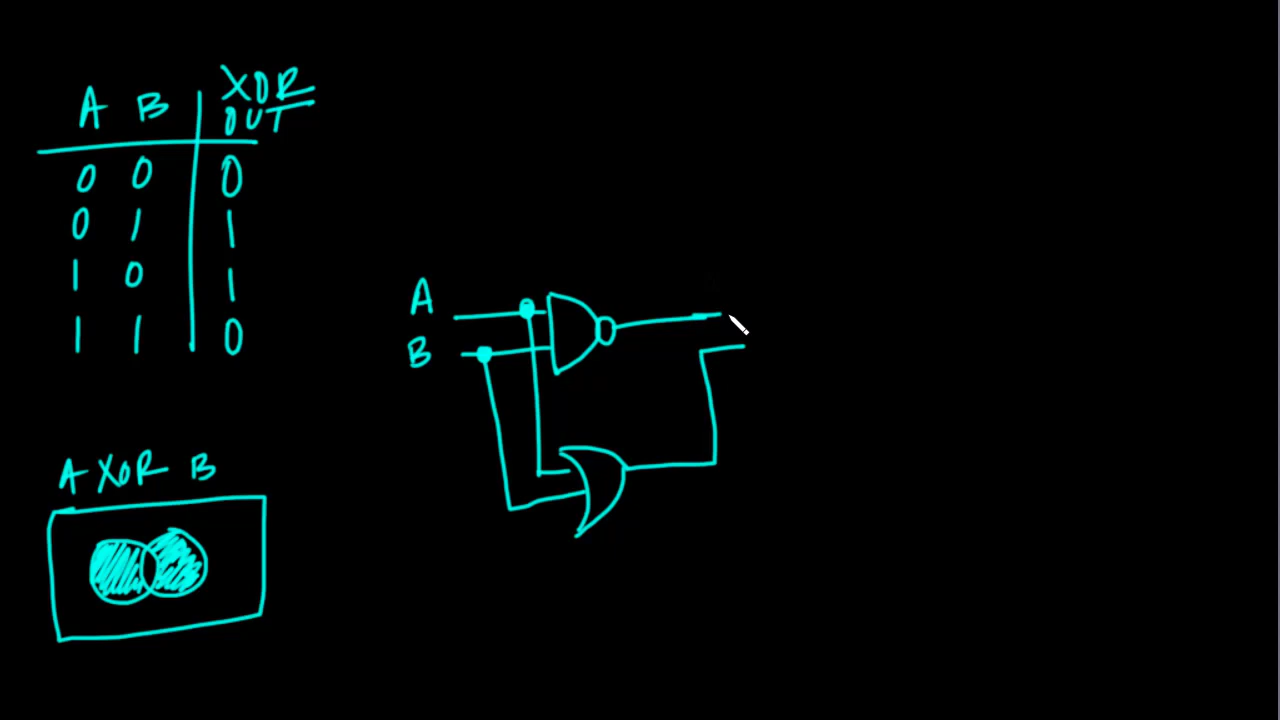 A B XOR
OUT
0 0 0
0 1 1
1 0 1
1 1 0
A
B
A XOR B